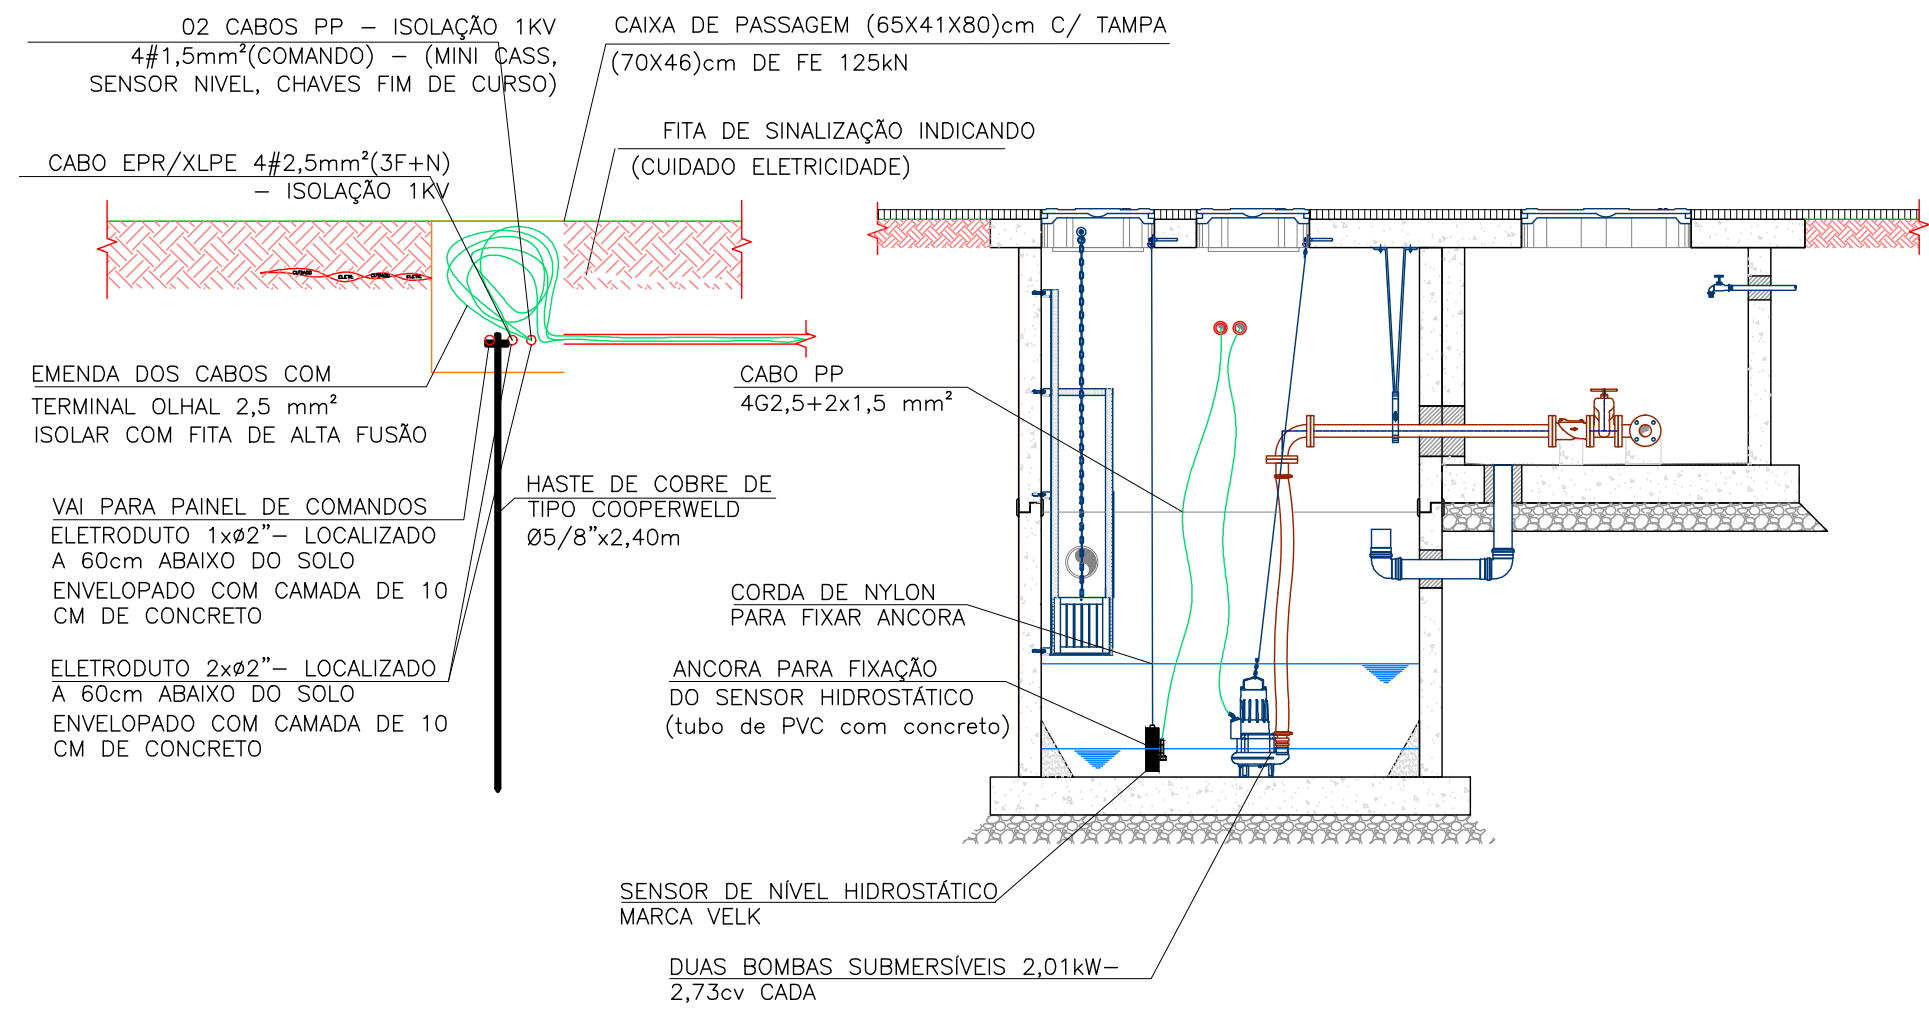 02 CABOS PP – ISOLAÇÃO 1KV
4#1,5mm²(COMANDO) – (MINI CASS,
SENSOR NIVEL, CHAVES FIM DE CURSO)
CAIXA DE PASSAGEM (65X41X80)cm C/ TAMPA
(70X46)cm DE FE 125kN
FITA DE SINALIZAÇÃO INDICANDO
(CUIDADO ELETRICIDADE)
CABO EPR/XLPE 4#2,5mm²(3F+N)
– ISOLAÇÃO 1KV
CUIDADO ELETR. CUIDADO ELETR.
EMENDA DOS CABOS COM
TERMINAL OLHAL 2,5 mm²
ISOLAR COM FITA DE ALTA FUSÃO
CABO PP
4G2,5+2x1,5 mm²
HASTE DE COBRE DE
TIPO COOPERWELD
Ø5/8"x2,40m
VAI PARA PAINEL DE COMANDOS
ELETRODUTO 1xø2"– LOCALIZADO
A 60cm ABAIXO DO SOLO
ENVELOPADO COM CAMADA DE 10
CM DE CONCRETO
CORDA DE NYLON
PARA FIXAR ANCORA
ELETRODUTO 2xø2"– LOCALIZADO
A 60cm ABAIXO DO SOLO
ENVELOPADO COM CAMADA DE 10
CM DE CONCRETO
ANCORA PARA FIXAÇÃO
DO SENSOR HIDROSTÁTICO
(tubo de PVC com concreto)
SENSOR DE NÍVEL HIDROSTÁTICO
MARCA VELK
DUAS BOMBAS SUBMERSÍVEIS 2,01kW–
2,73cv CADA